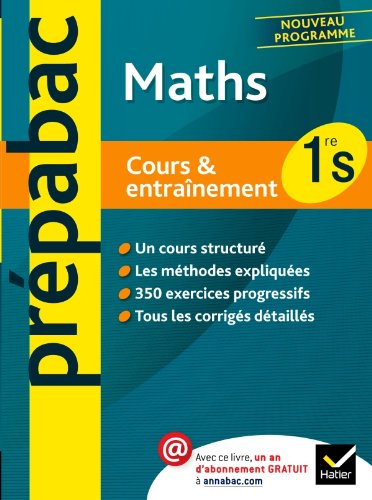 NOUVEAU
PROGRAMME
prépabac
Maths
Cours &
entraînement
1re S
• Un cours structuré
• Les méthodes expliquées
• 350 exercices progressifs
• Tous les corrigés détaillés
@
Avec ce livre, un an
d'abonnement GRATUIT
à annabac.com
Hatier